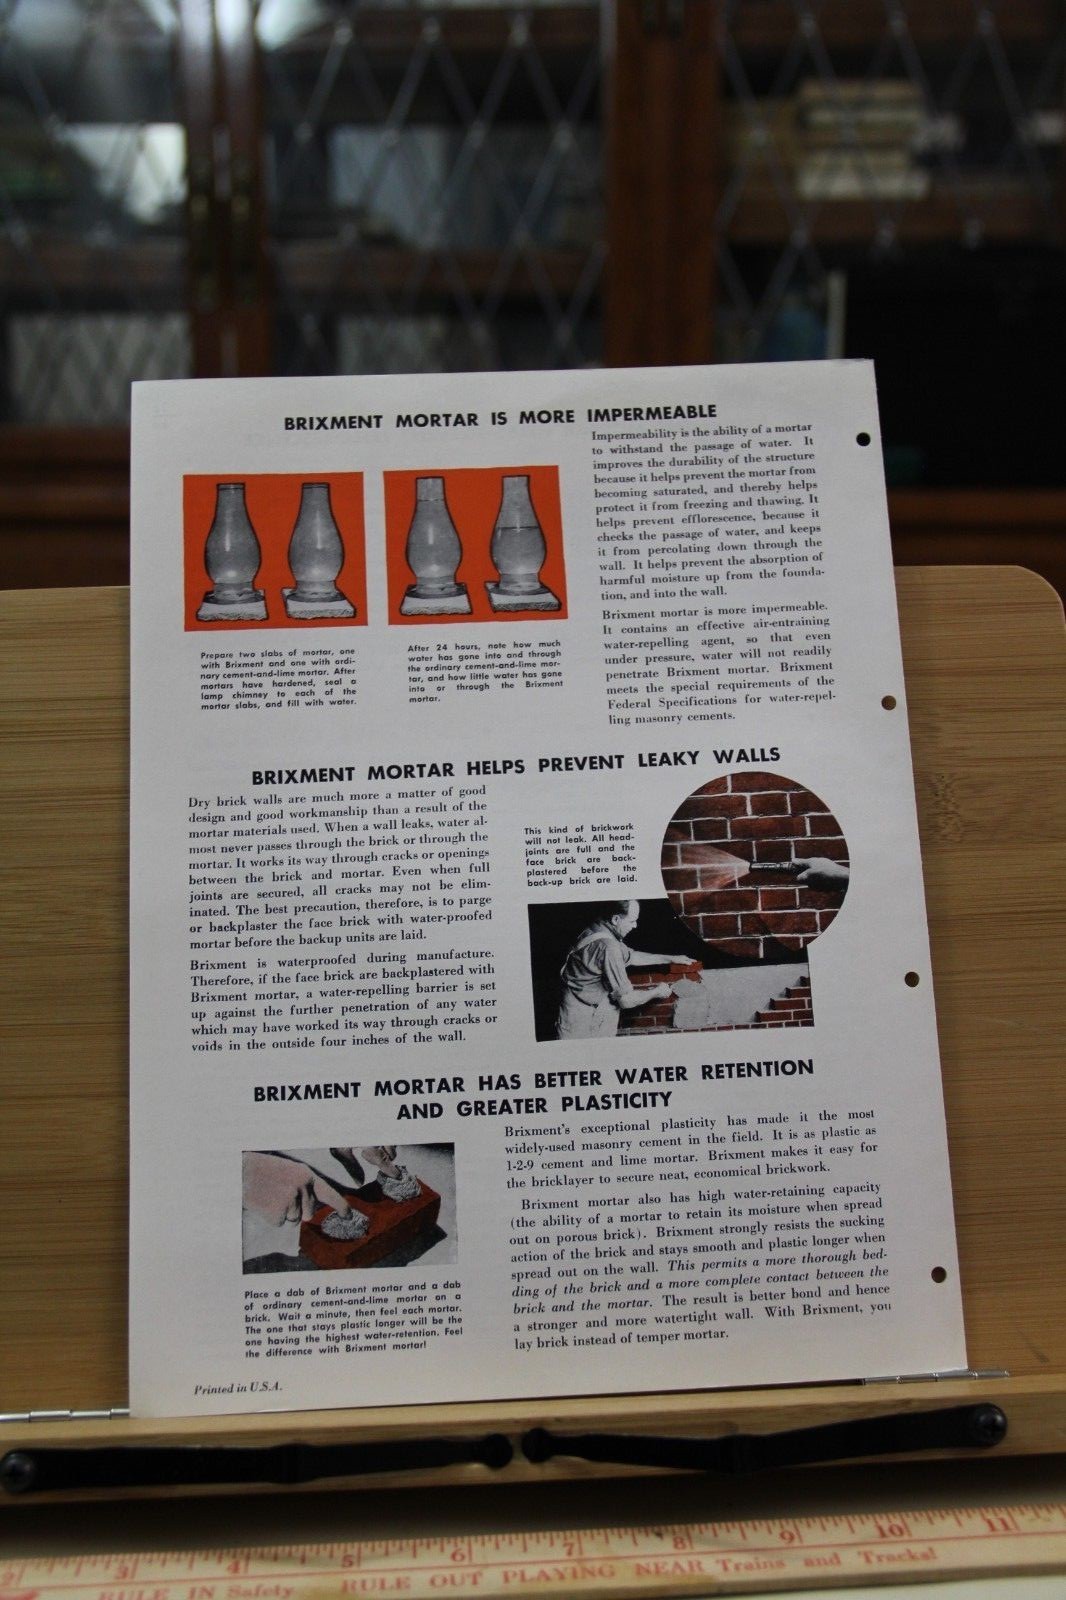 BRIXMENT MORTAR IS MORE IMPERMEABLE
Impermeability is the ability of a mortar
to withstand the passage of water. It
improves the durability of the structure
because it helps prevent the mortar from
becoming saturated, and thereby helps
protect it from freezing and thawing. It
helps prevent efflorescence, because it
checks the passage of water, and keeps
it from percolating down through the
wall. It helps prevent the absorption of
harmful moisture up from the founda-
tion, and into the wall.
Brixment mortar is more impermeable.
It contains an effective air-entraining
water-repelling agent, so that even
under pressure, water will not readily
penetrate Brixment mortar. Brixment
meets the special requirements of the
Federal Specifications for water-repel-
ling masonry cements.
Prepare two slabs of mortar, one
with Brixment and one with ordi-
nary cement-and-lime mortar. After
mortars have hardened, seal a
lamp chimney to each of the
mortar slabs, and fill with water.
After 24 hours, note how much
water has gone into and through
the ordinary cement-and-lime mor-
tar, and how little water has gone
into or through the Brixment
mortar.
BRIXMENT MORTAR HELPS PREVENT LEAKY WALLS
Dry brick walls are much more a matter of good
design and good workmanship than a result of the
mortar materials used. When a wall leaks, water al-
most never passes through the brick or through the
mortar. It works its way through cracks or openings
between the brick and mortar. Even when full
joints are secured, all cracks may not be elim-
inated. The best precaution, therefore, is to parge
or backplaster the face brick with water-proofed
mortar before the backup units are laid.
Brixment is waterproofed during manufacture.
Therefore, if the face brick are backplastered with
Brixment mortar, a water-repelling barrier is set
up against the further penetration of any water
which may have worked its way through cracks or
voids in the outside four inches of the wall.
This kind of brickwork
will not leak. All head-
joints are full and the
face brick are back-
plastered before the
back-up brick are laid.
BRIXMENT MORTAR HAS BETTER WATER RETENTION
AND GREATER PLASTICITY
Brixment's exceptional plasticity has made it the most
widely-used masonry cement in the field. It is as plastic as
1-2-9 cement and lime mortar. Brixment makes it easy for
the bricklayer to secure neat, economical brickwork.
Brixment mortar also has high water-retaining capacity
(the ability of a mortar to retain its moisture when spread
out on porous brick). Brixment strongly resists the sucking
action of the brick and stays smooth and plastic longer when
spread out on the wall. This permits a more thorough bed-
ding of the brick and a more complete contact between the
brick and the mortar. The result is better bond and hence
a stronger and more watertight wall. With Brixment, you
lay brick instead of temper mortar.
Place a dab of Brixment mortar and a dab
of ordinary cement-and-lime mortar on a
brick. Wait a minute, then feel each mortar.
The one that stays plastic longer will be the
one having the highest water-retention. Feel
the difference with Brixment mortar!
Printed in U.S.A.
2 3 4 5 6 7 8 9 10 11
RULE IN Safety RULE OUT PLAYING NEAR Trains and Tracks!